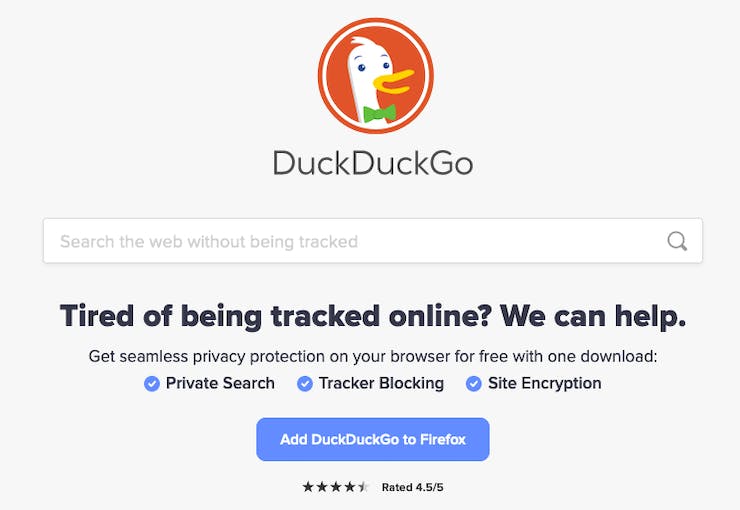 DuckDuckGo
Search the web without being tracked
Tired of being tracked online? We can help.
Get seamless privacy protection on your browser for free with one download:
Private Search Tracker Blocking Site Encryption
Add DuckDuckGo to Firefox
Rated 4.5/5